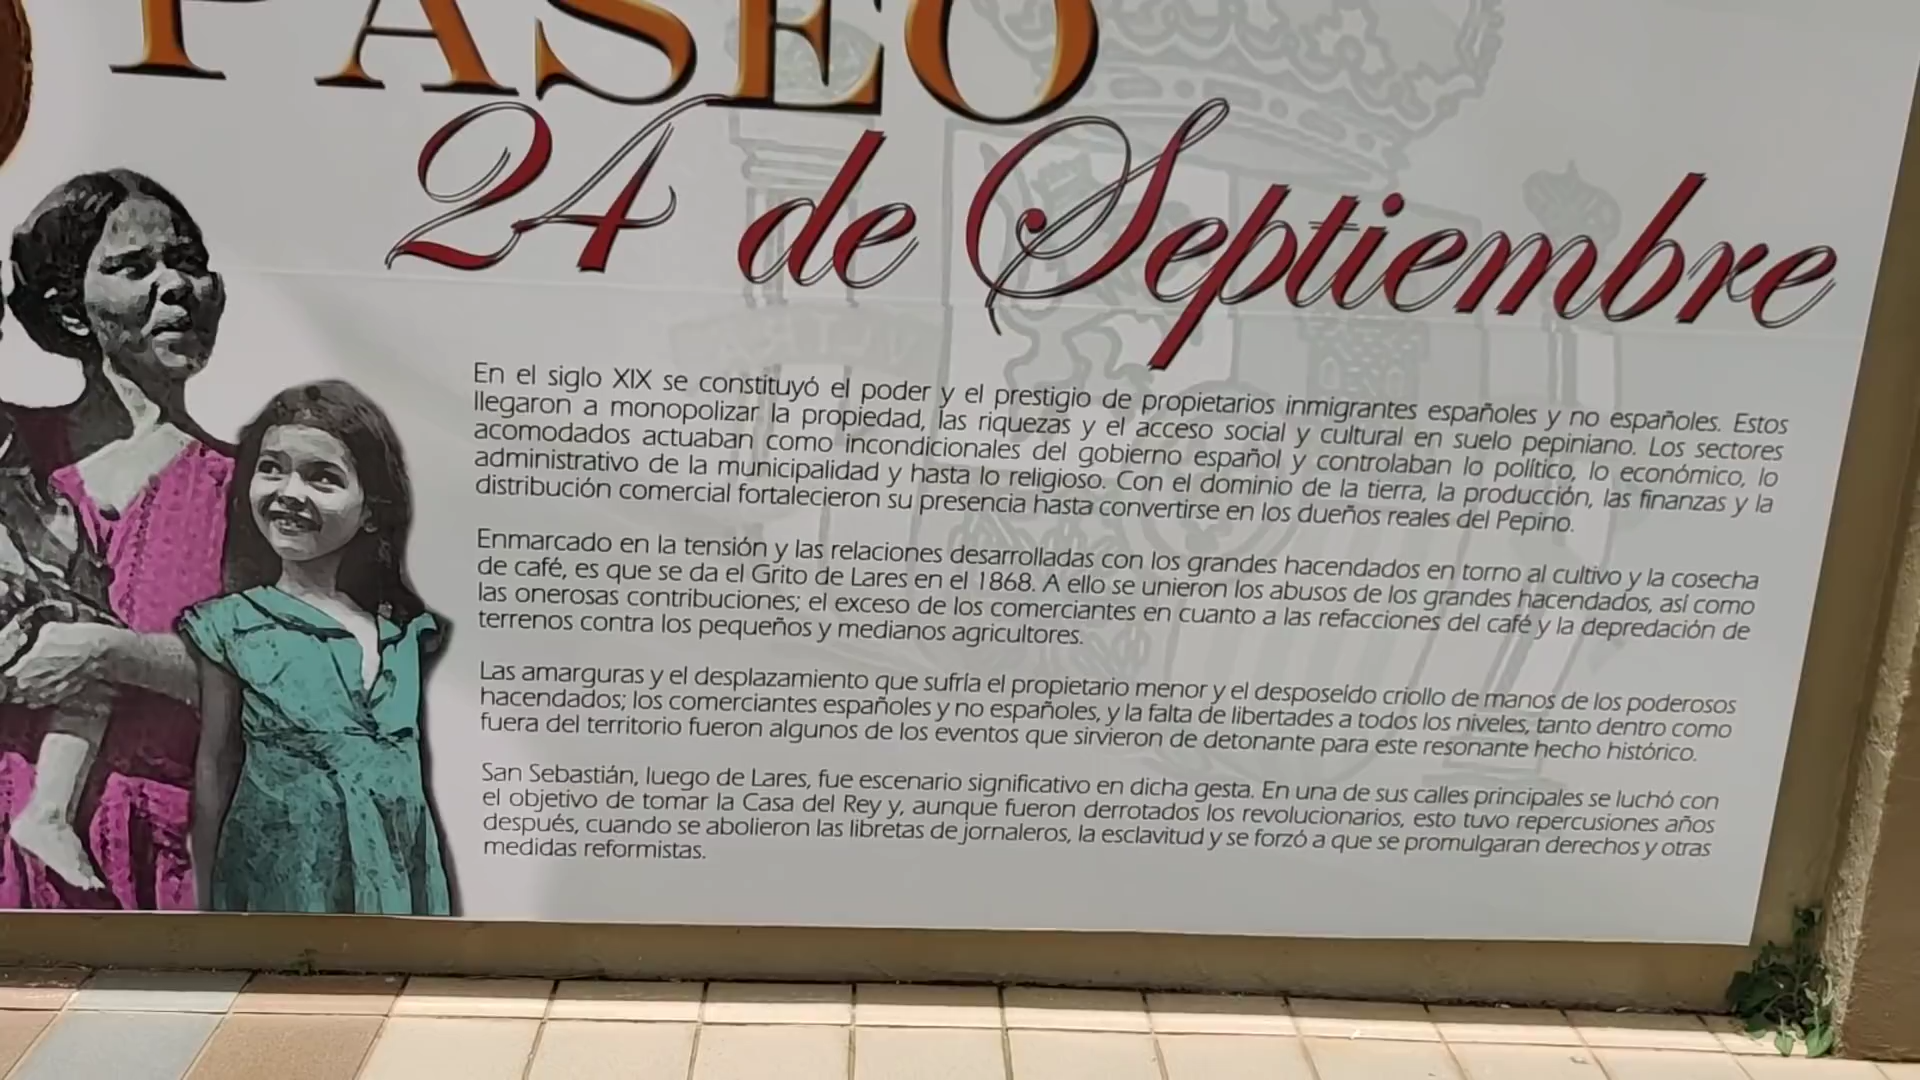 PASEO
24 de Septiembre
En el siglo XIX se constituyó el poder y el prestigio de propietarios inmigrantes españoles y no españoles. Estos
llegaron a monopolizar la propiedad, las riquezas y el acceso social y cultural en suelo pepiniano. Los sectores
acomodados actuaban como incondicionales del gobierno español y controlaban lo político, lo económico, lo
administrativo de la municipalidad y hasta lo religioso. Con el dominio de la tierra, la producción, las finanzas y la
distribución comercial fortalecieron su presencia hasta convertirse en los dueños reales del Pepino.
Enmarcado en la tensión y las relaciones desarrolladas con los grandes hacendados en torno al cultivo y la cosecha
de café, es que se da el Grito de Lares en el 1868. A ello se unieron los abusos de los grandes hacendados, así como
las onerosas contribuciones; el exceso de los comerciantes en cuanto a las refacciones del café y la depredación de
terrenos contra los pequeños y medianos agricultores.
Las amarguras y el desplazamiento que sufría el propietario menor y el desposeído criollo de manos de los poderosos
hacendados; los comerciantes españoles y no españoles, y la falta de libertades a todos los niveles, tanto dentro como
fuera del territorio fueron algunos de los eventos que sirvieron de detonante para este resonante hecho histórico.
San Sebastián, luego de Lares, fue escenario significativo en dicha gesta. En una de sus calles principales se luchó con
el objetivo de tomar la Casa del Rey y, aunque fueron derrotados los revolucionarios, esto tuvo repercusiones años
después, cuando se abolieron las libretas de jornaleros, la esclavitud y se forzó a que se promulgaran derechos y otras
medidas reformistas.